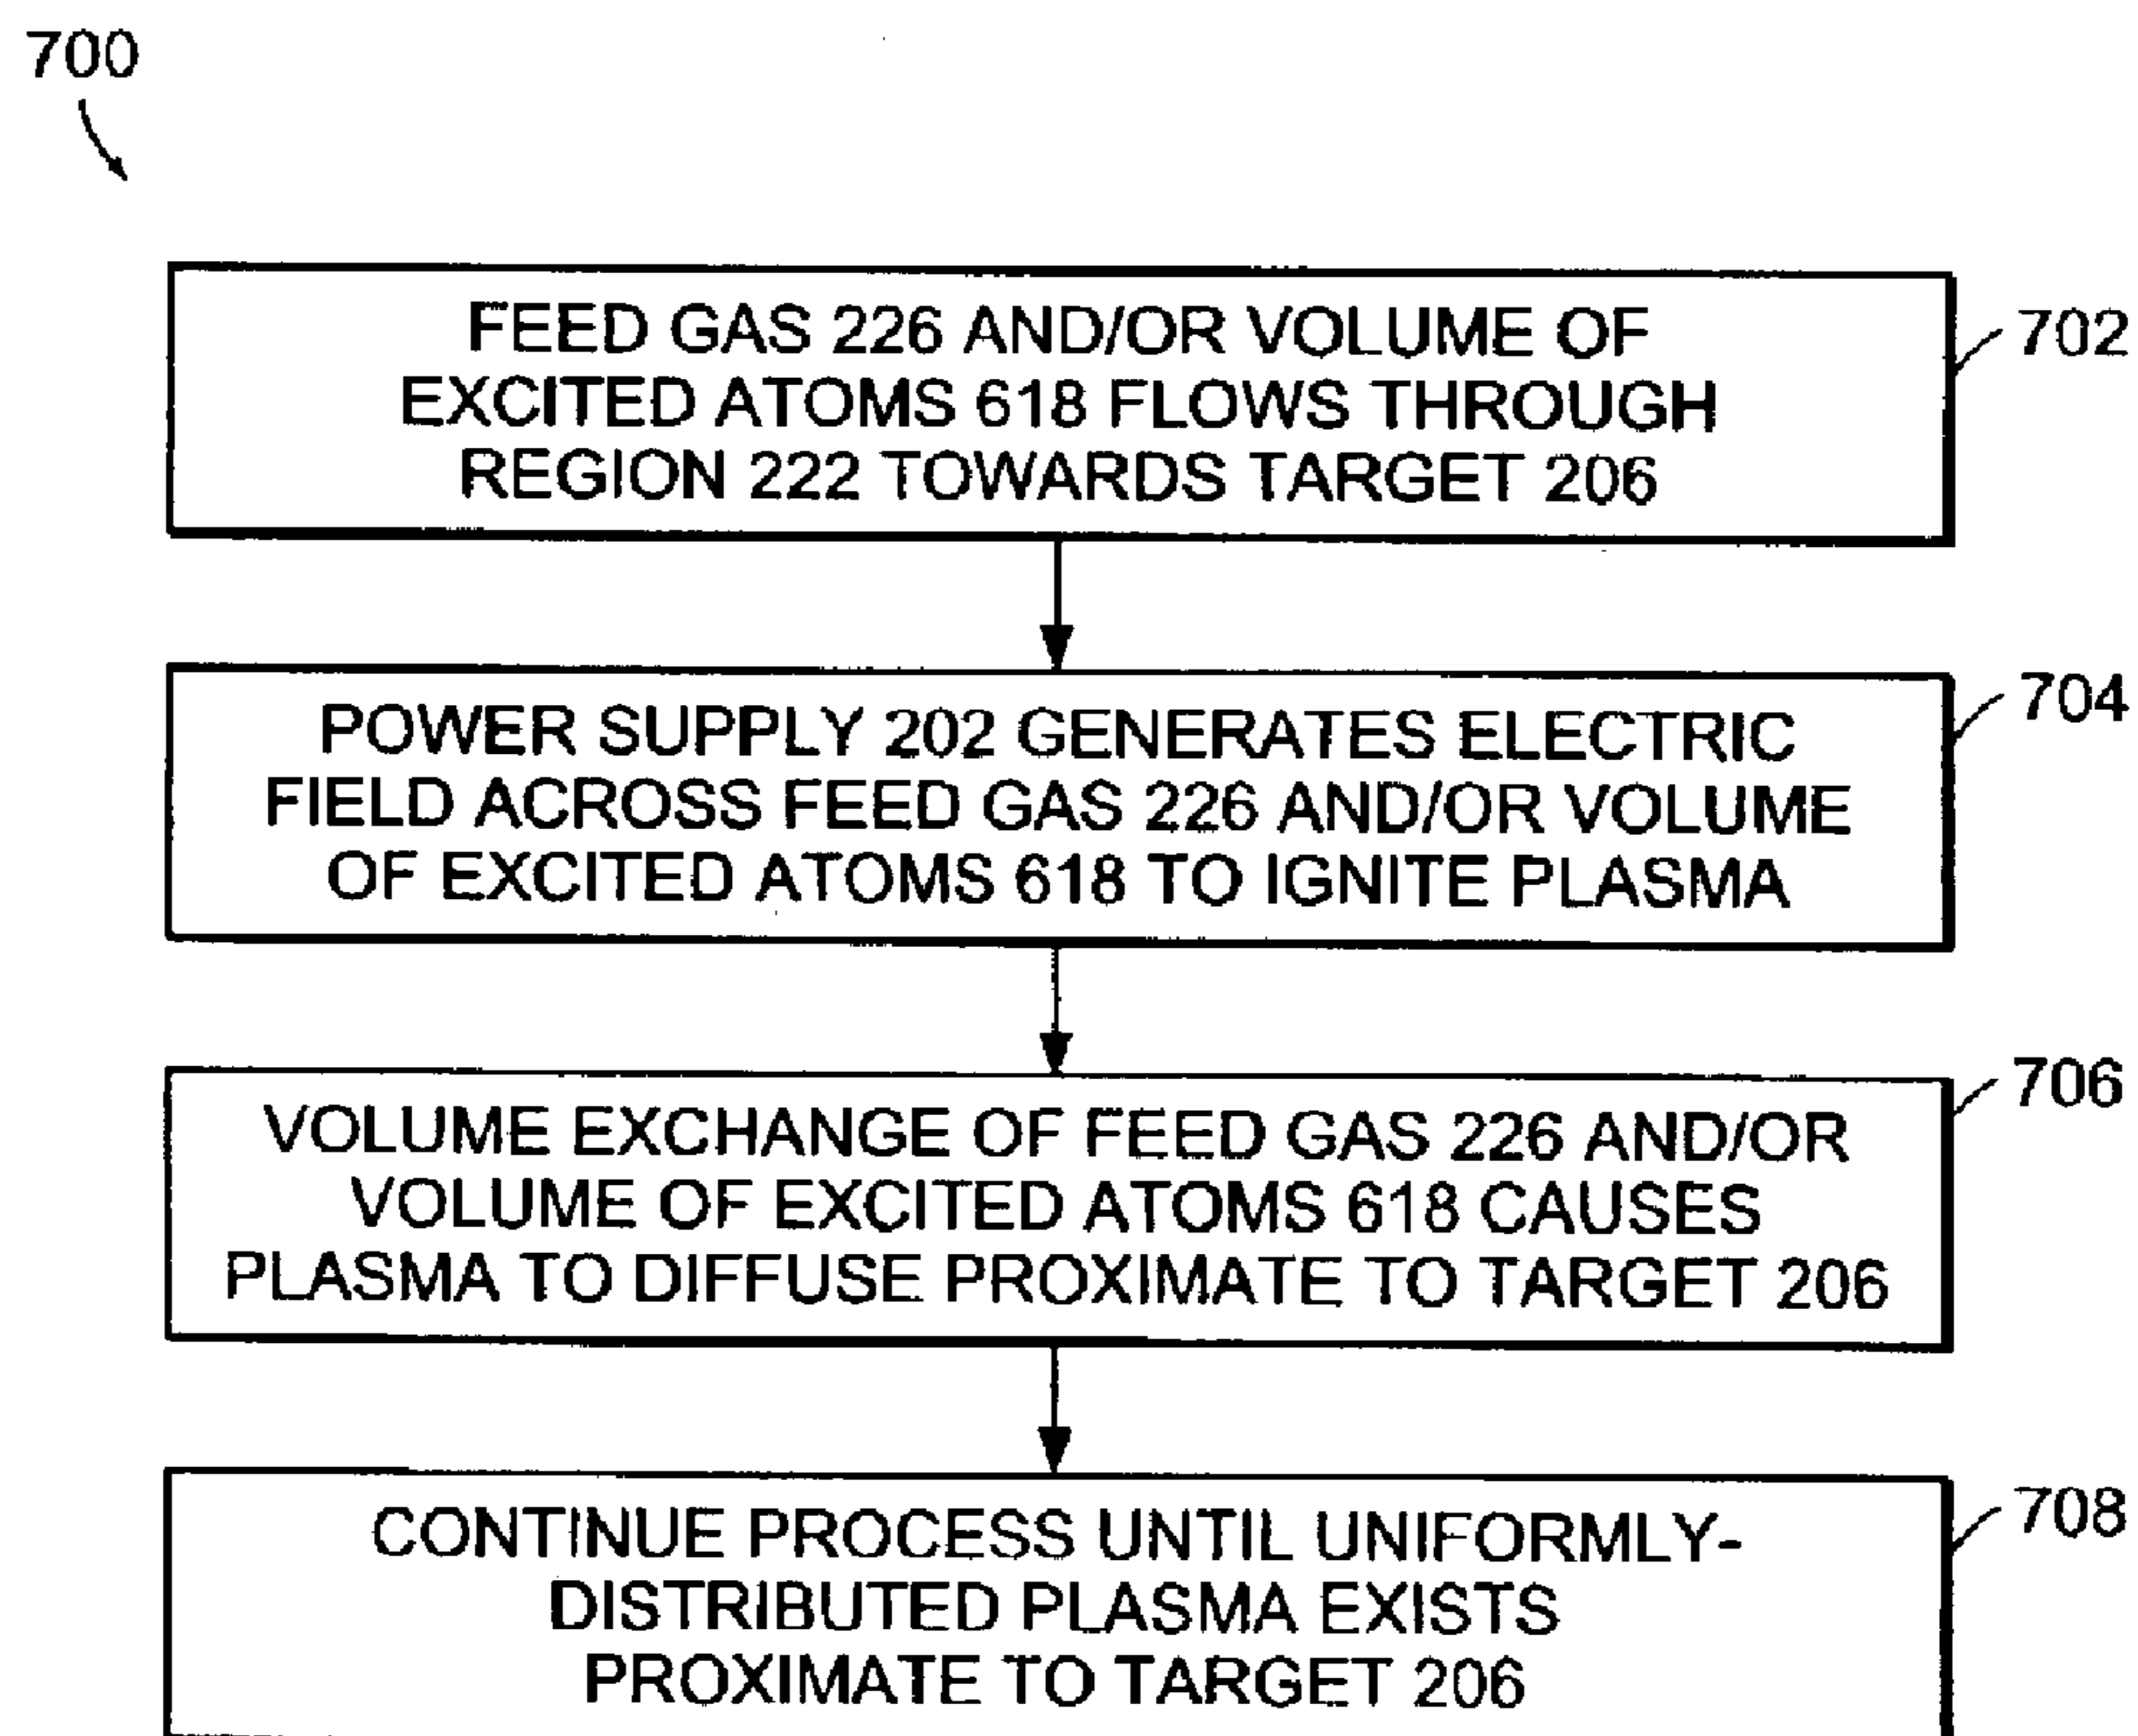 700
FEED GAS 226 AND/OR VOLUME OF
EXCITED ATOMS 618 FLOWS THROUGH
REGION 222 TOWARDS TARGET 206
702
POWER SUPPLY 202 GENERATES ELECTRIC
FIELD ACROSS FEED GAS 226 AND/OR VOLUME
OF EXCITED ATOMS 618 TO IGNITE PLASMA
704
VOLUME EXCHANGE OF FEED GAS 226 AND/OR
VOLUME OF EXCITED ATOMS 618 CAUSES
PLASMA TO DIFFUSE PROXIMATE TO TARGET 206
706
CONTINUE PROCESS UNTIL UNIFORMLY-
DISTRIBUTED PLASMA EXISTS
PROXIMATE TO TARGET 206
708